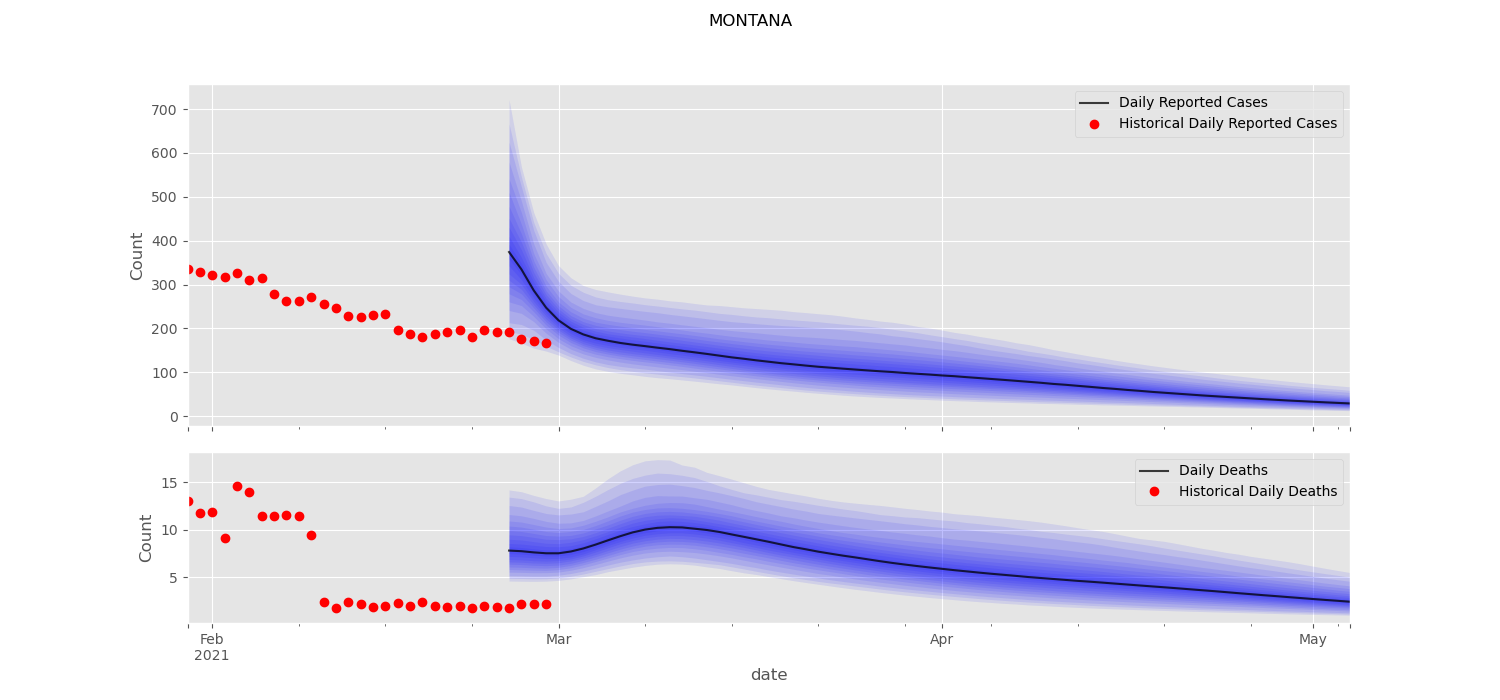 MONTANA
700
600
500
400
300
200
100
0
Count
Daily Reported Cases
Historical Daily Reported Cases
15
10
5
Count
Daily Deaths
Historical Daily Deaths
Feb
2021
Mar
Apr
May
date